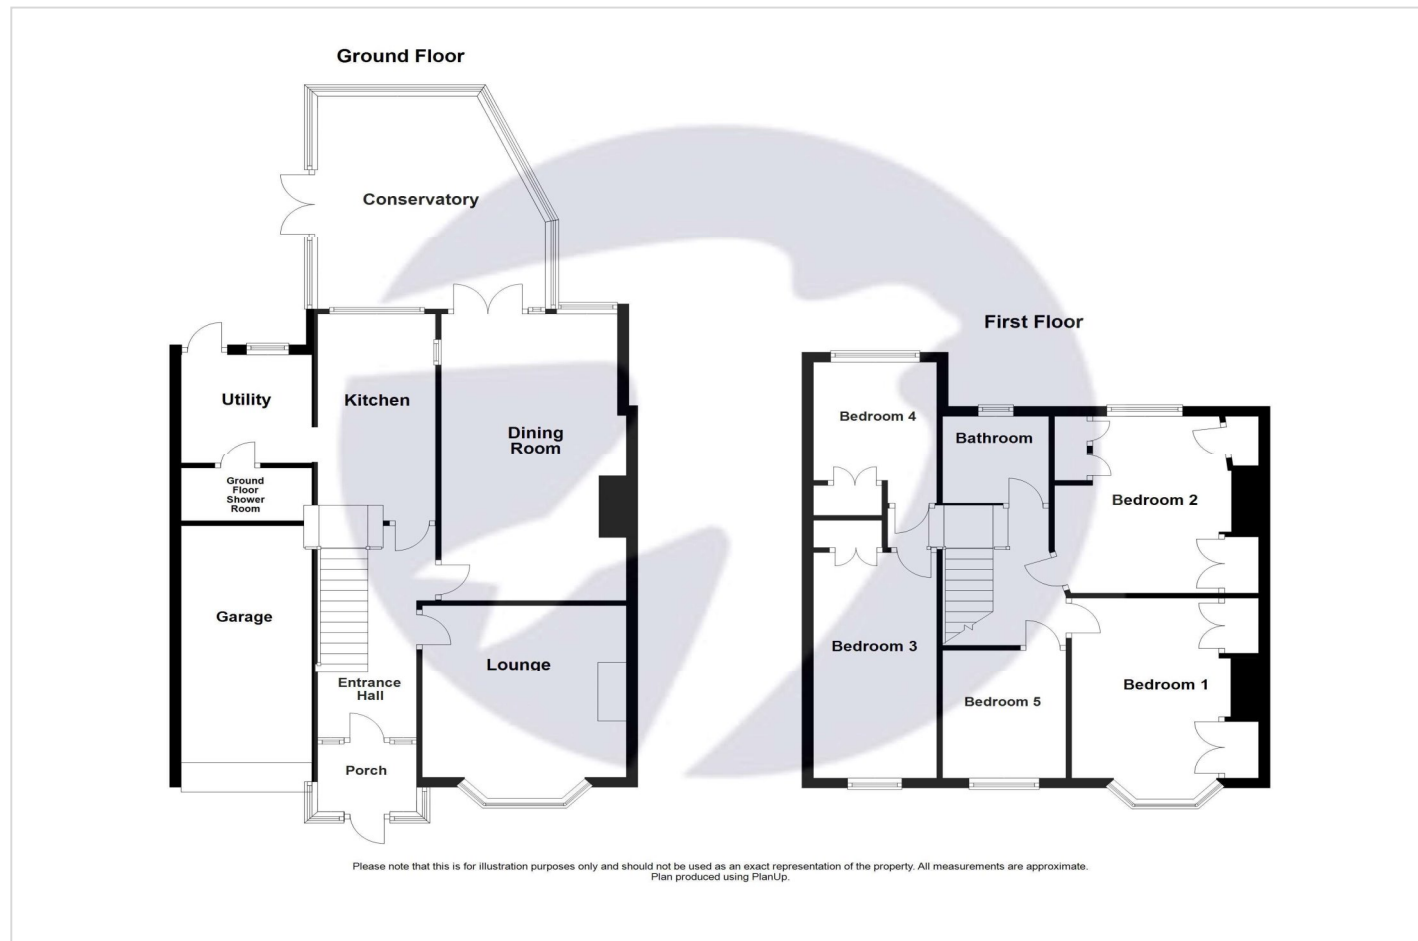 Ground Floor
Conservatory
Utility
Kitchen
Dining
Room
Ground
Floor
Shower
Room
Garage
Lounge
Entrance
Hall
Porch
First Floor
Bedroom 4
Bathroom
Bedroom 2
Bedroom 3
Bedroom 5
Bedroom 1
Please note that this is for illustration purposes only and should not be used as an exact representation of the property. All measurements are approximate.
Plan produced using PlanUp.